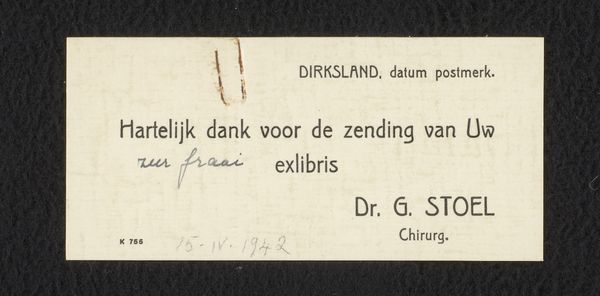 DIRKSLAND, datum postmerk.
Hartelijk dank voor de zending van Uw
zeer fraai exlibris
Dr. G. STOEL
Chirurg.
K 756 15-IV-1942